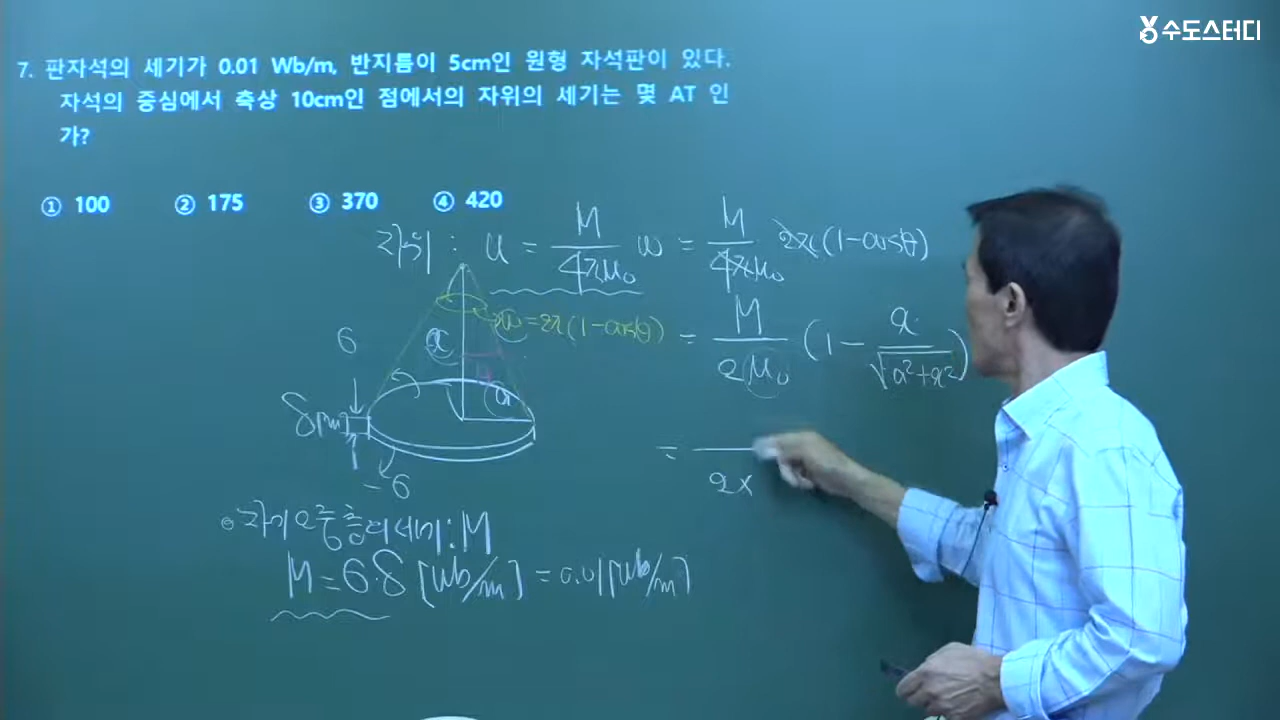 수도스터디
7. 판자석의 세기가 0.01 Wb/m, 반지름이 5cm인 원형 자석판이 있다.
자석의 중심에서 축상 10cm인 점에서의 자위의 세기는 몇 AT 인
가?
① 100 ② 175 ③ 370 ④ 420
자위 : u = M/4πμ₀ ω = M/4πμ₀ 2π(1-cosθ)
ω=2π(1-cosθ)
= M/2μ₀ (1 - x/√a²+x²)
x
a
6
δ[m]
-6
= 2×
⊙ 자기이중층의세기 : M
M = 6·δ [wb/m] = 0.01[wb/m]